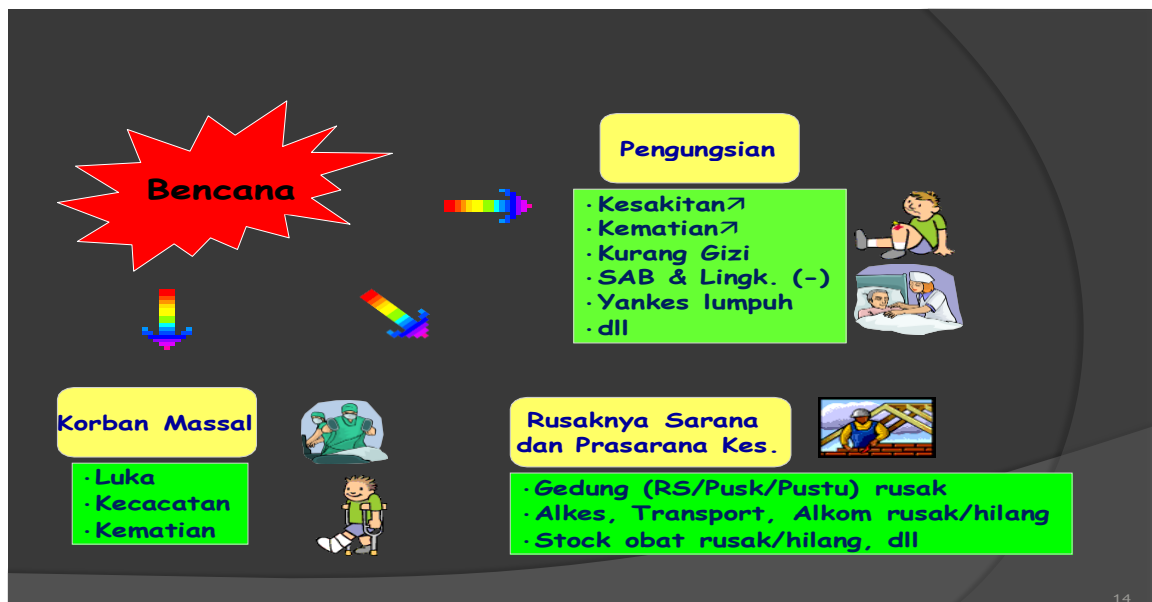 Bencana
Pengungsian
· Kesakitan↗
· Kematian↗
· Kurang Gizi
· SAB & Lingk. (-)
· Yankes lumpuh
· dll
Korban Massal
· Luka
· Kecacatan
· Kematian
Rusaknya Sarana
dan Prasarana Kes.
· Gedung (RS/Pusk/Pustu) rusak
· Alkes, Transport, Alkom rusak/hilang
· Stock obat rusak/hilang, dll
14